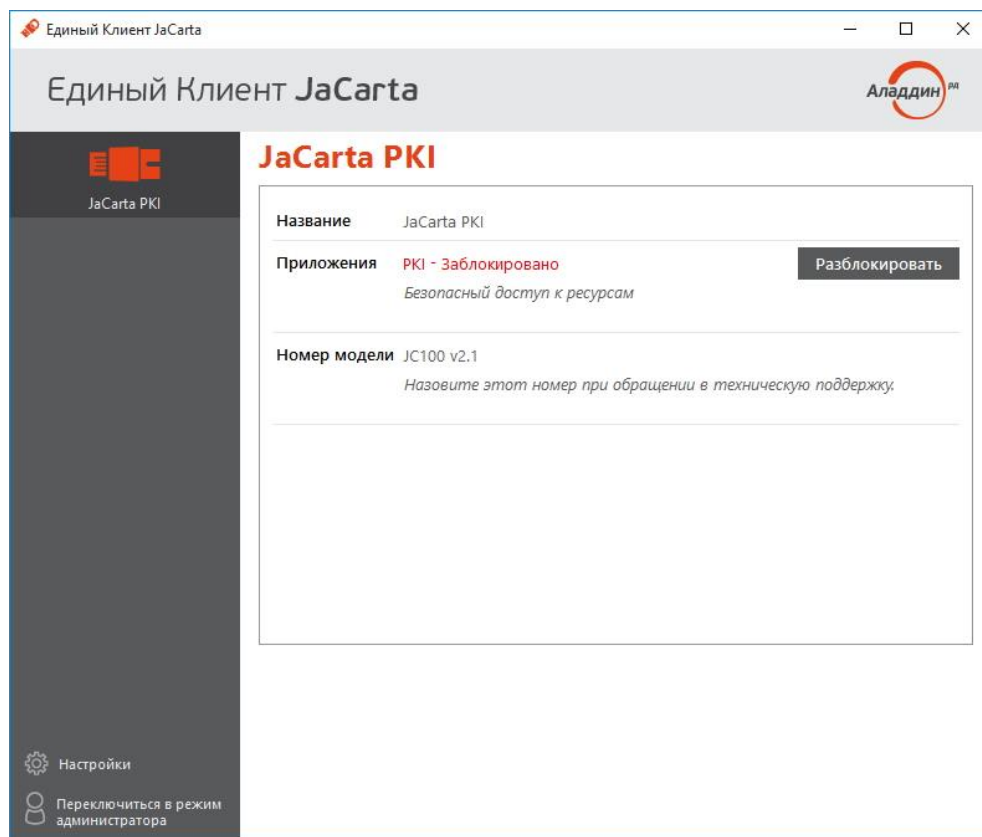 Единый Клиент JaCarta
Единый Клиент JaCarta
Аладдин РД
JaCarta PKI
JaCarta PKI
Название JaCarta PKI
Приложения PKI - Заблокировано Разблокировать
Безопасный доступ к ресурсам
Номер модели JC100 v2.1
Назовите этот номер при обращении в техническую поддержку.
Настройки
Переключиться в режим
администратора